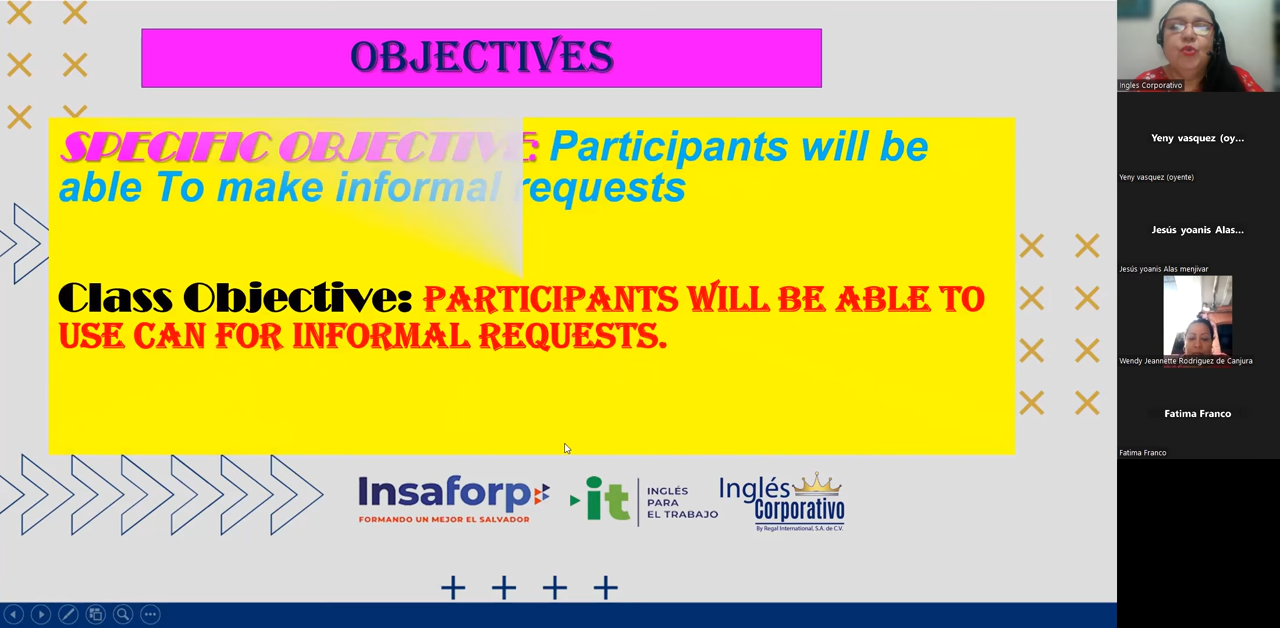 OBJECTIVES
SPECIFIC OBJECTIVE: Participants will be
able To make informal requests
Class Objective: PARTICIPANTS WILL BE ABLE TO
USE CAN FOR INFORMAL REQUESTS.
Insaforp
FORMANDO UN MEJOR EL SALVADOR
it
INGLÉS
PARA
EL TRABAJO
Inglés
Corporativo
By Regal International, S.A. de C.V.
Ingles Corporativo
Yeny vasquez (oy...
Yeny vasquez (oyente)
Jesús yoanis Alas...
Jesús yoanis Alas menjivar
Wendy Jeannette Rodriguez de Canjura
Fatima Franco
Fatima Franco